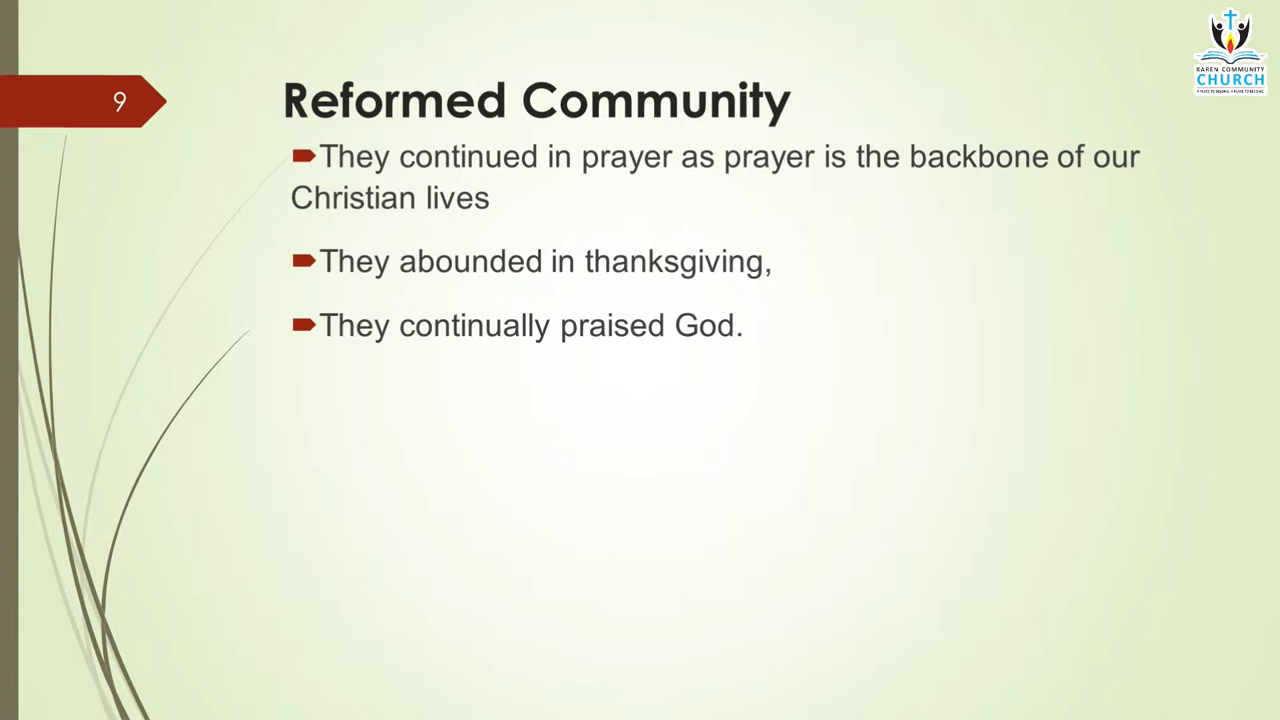 KAREN COMMUNITY
CHURCH
9
Reformed Community
They continued in prayer as prayer is the backbone of our
Christian lives
They abounded in thanksgiving,
They continually praised God.